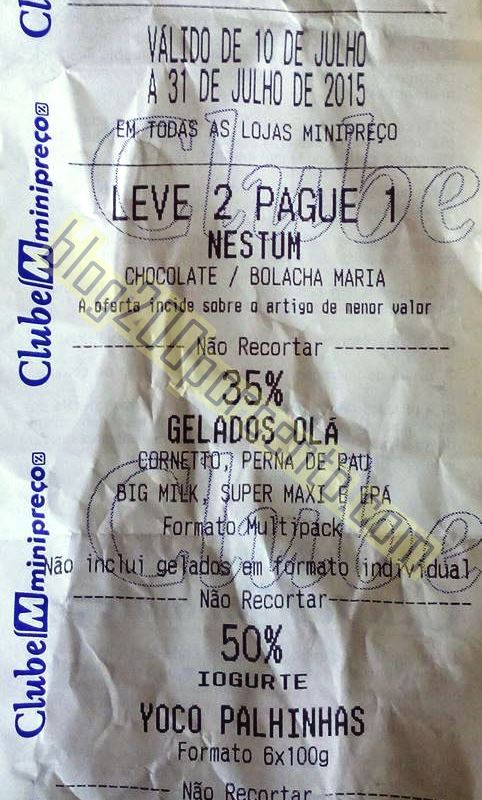 VÁLIDO DE 10 DE JULHO
A 31 DE JULHO DE 2015
EM TODAS AS LOJAS MINIPREÇO
LEVE 2 PAGUE 1
NESTUM
CHOCOLATE / BOLACHA MARIA
A oferta incide sobre o artigo de menor valor
---------- Não Recortar ------------
35%
GELADOS OLÁ
CORNETTO, PERNA DE PAU
BIG MILK, SUPER MAXI E EPA
Formato Multipack
Não inclui gelados em formato individual
---------- Não Recortar---------------
50%
IOGURTE
YOCO PALHINHAS
Formato 6x100g
---------- Não Recortar ------------
Clube M minipreço
Clube M minipreço
Clu
Clube
Clube
blog200porcento.com